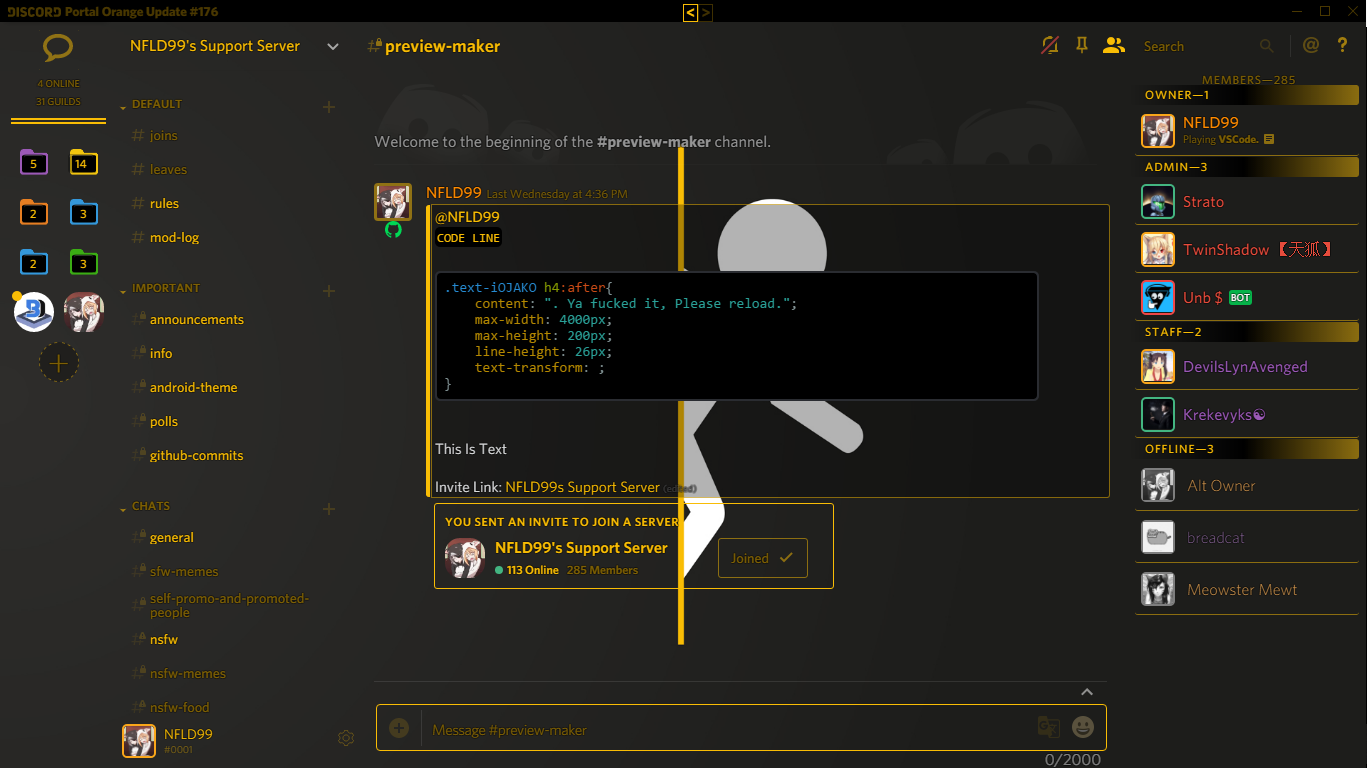 DISCORD Portal Orange Update #176
< >
4 ONLINE
31 GUILDS
5
14
2
3
2
3
NFLD99's Support Server
DEFAULT
joins
leaves
rules
mod-log
IMPORTANT
announcements
info
android-theme
polls
github-commits
CHATS
general
sfw-memes
self-promo-and-promoted-
people
nsfw
nsfw-memes
nsfw-food
NFLD99
#0001
#preview-maker
Search
@ ?
Welcome to the beginning of the #preview-maker channel.
NFLD99 Last Wednesday at 4:36 PM
@NFLD99
CODE LINE
.text-iOJAKO h4:after{
content: ". Ya fucked it, Please reload.";
max-width: 4000px;
max-height: 200px;
line-height: 26px;
text-transform: ;
}
This Is Text
Invite Link: NFLD99s Support Server (edited)
YOU SENT AN INVITE TO JOIN A SERVER
NFLD99's Support Server
113 Online 285 Members
Joined
Message #preview-maker
0/2000
MEMBERS—285
OWNER—1
NFLD99
Playing VSCode.
ADMIN—3
Strato
TwinShadow 【天狐】
Unb $ BOT
STAFF—2
DevilsLynAvenged
Krekevyks☯
OFFLINE—3
Alt Owner
breadcat
Meowster Mewt